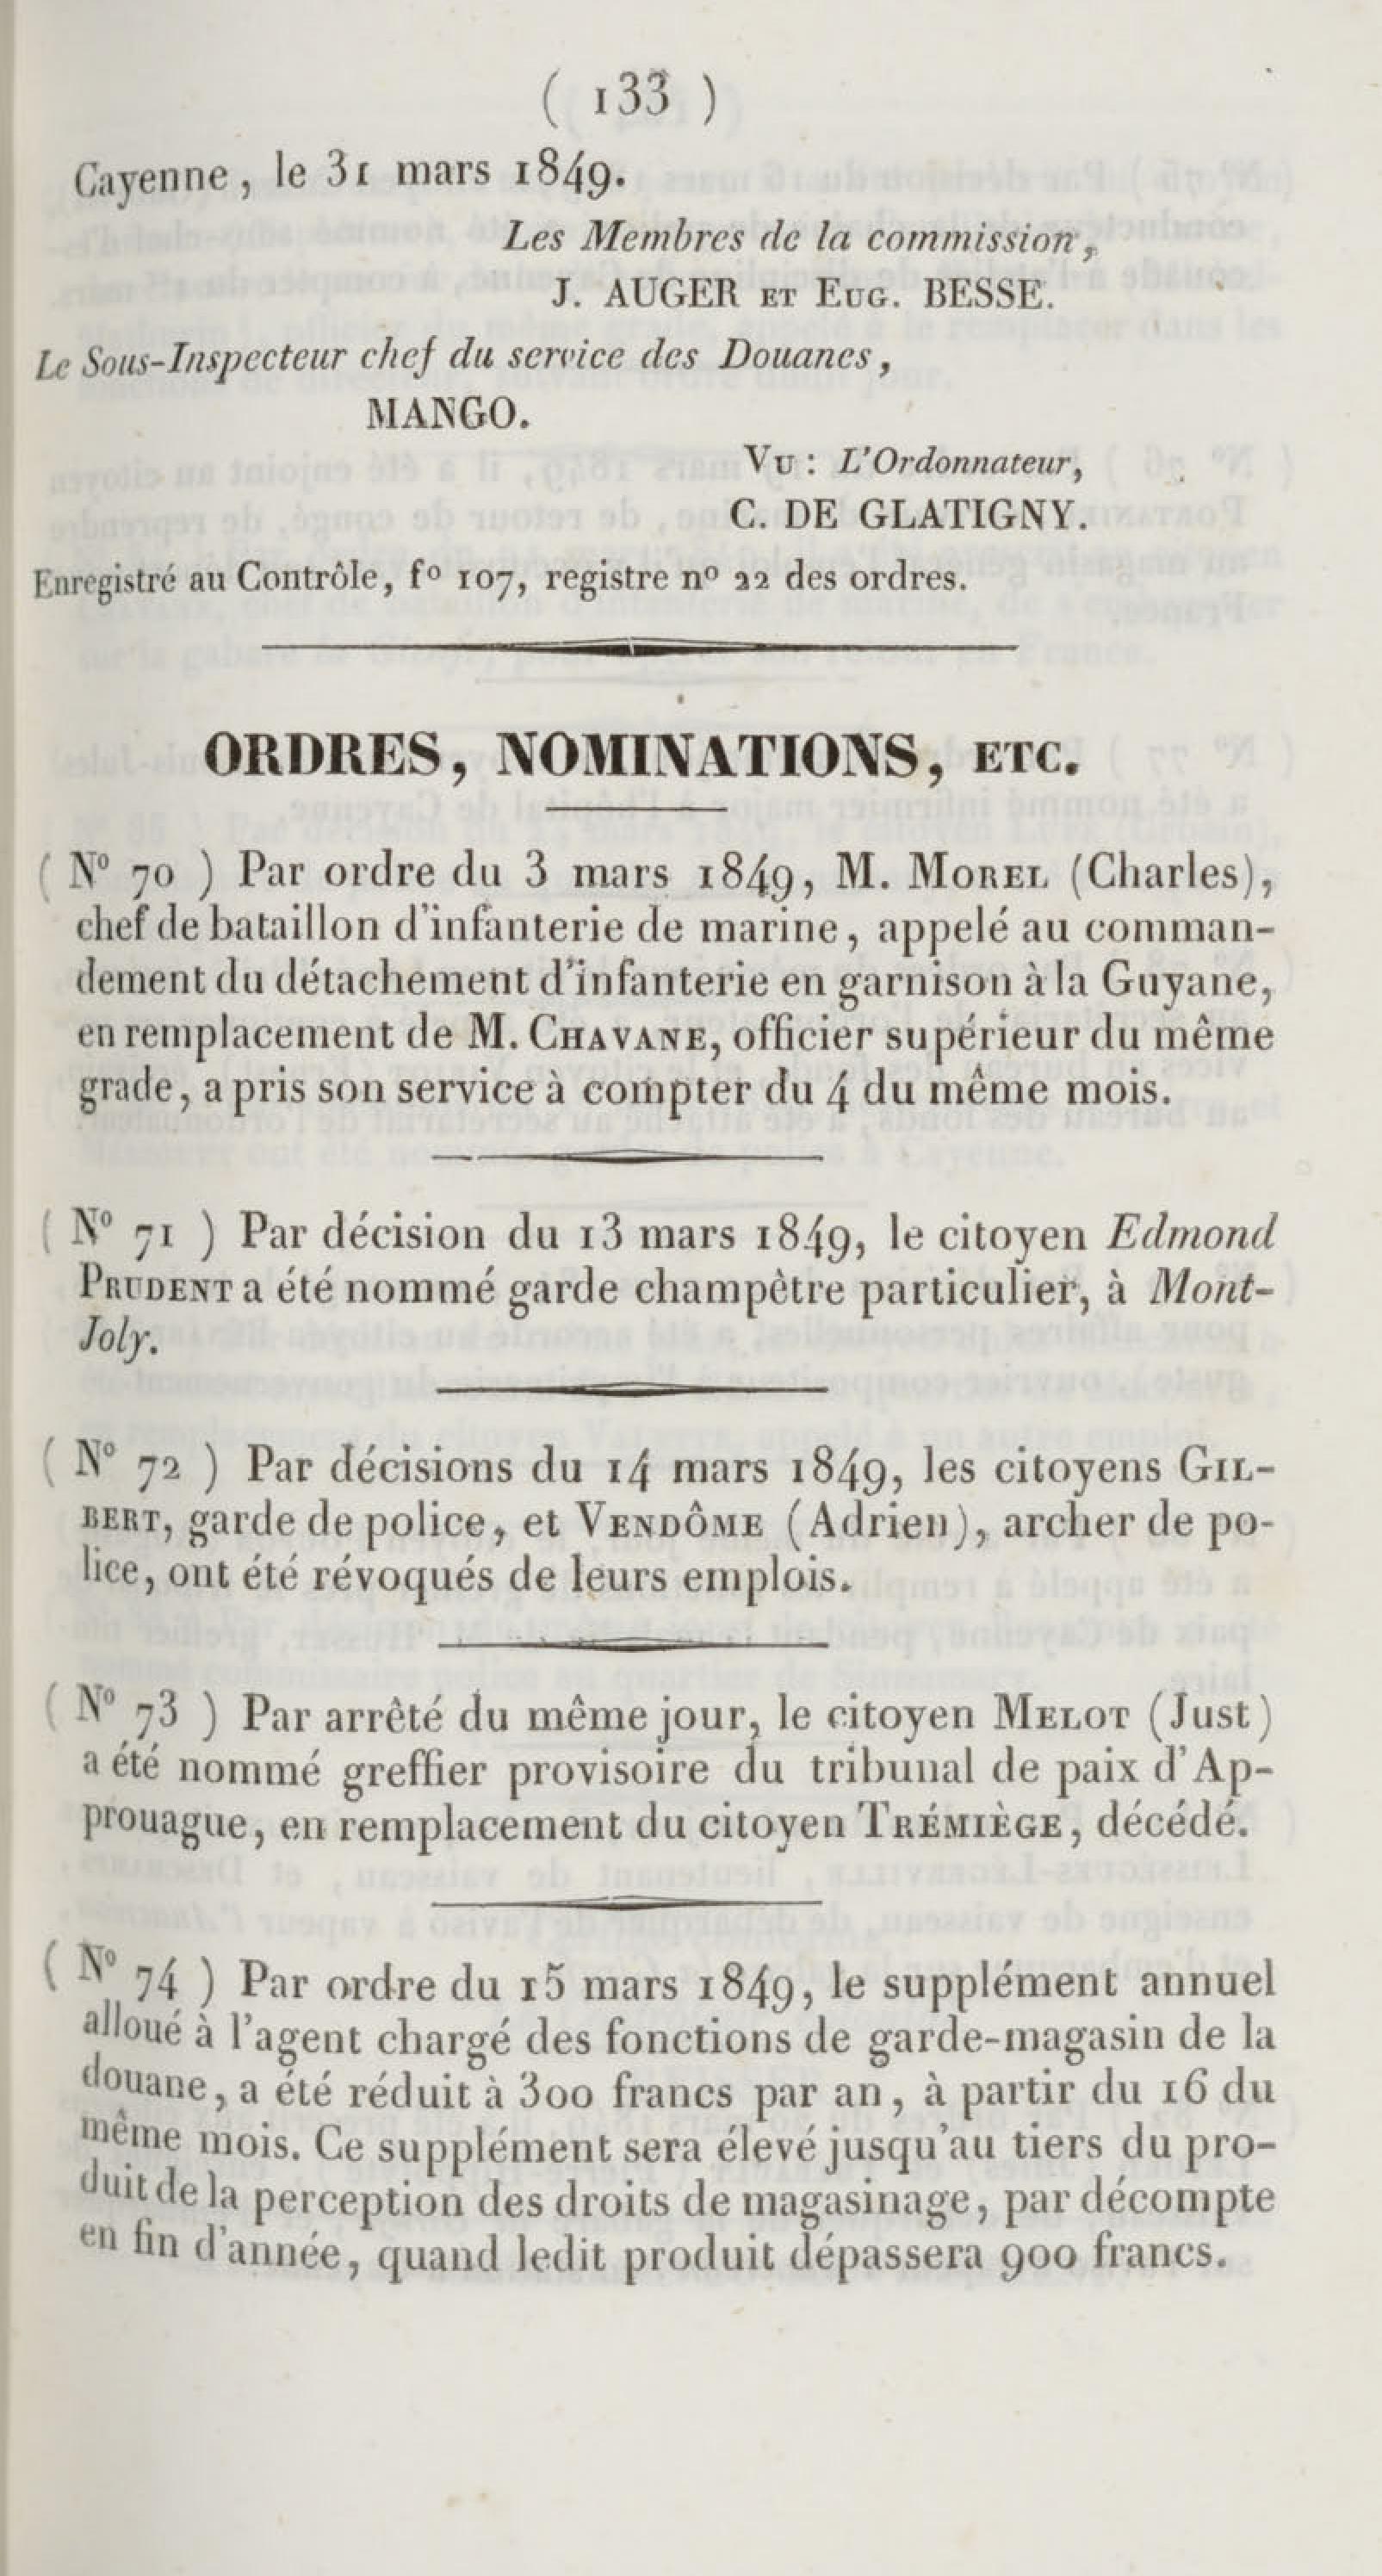 ( 133 )
Cayenne, le 31 mars 1849.
Les Membres de la commission,
J. AUGER ET EUG. BESSE.
Le Sous-Inspecteur chef du service des Douanes,
MANGO.
VU : L'Ordonnateur,
C. DE GLATIGNY.
Enregistré au Contrôle, fº 107, registre nº 22 des ordres.
ORDRES, NOMINATIONS, ETC.
( Nº 70 ) Par ordre du 3 mars 1849, M. MOREL (Charles),
chef de bataillon d'infanterie de marine, appelé au comman-
dement du détachement d'infanterie en garnison à la Guyane,
en remplacement de M. CHAVANE, officier supérieur du même
grade, a pris son service à compter du 4 du même mois.
( Nº 71 ) Par décision du 13 mars 1849, le citoyen Edmond
PRUDENT a été nommé garde champêtre particulier, à Mont-
Joly.
( Nº 72 ) Par décisions du 14 mars 1849, les citoyens GIL-
BERT, garde de police, et VENDÔME (Adrien), archer de po-
lice, ont été révoqués de leurs emplois.
( Nº 73 ) Par arrêté du même jour, le citoyen MELOT (Just)
a été nommé greffier provisoire du tribunal de paix d'Ap-
prouague, en remplacement du citoyen TRÉMIÈGE, décédé.
( Nº 74 ) Par ordre du 15 mars 1849, le supplément annuel
alloué à l'agent chargé des fonctions de garde-magasin de la
douane, a été réduit à 300 francs par an, à partir du 16 du
même mois. Ce supplément sera élevé jusqu'au tiers du pro-
duit de la perception des droits de magasinage, par décompte
en fin d'année, quand ledit produit dépassera 900 francs.